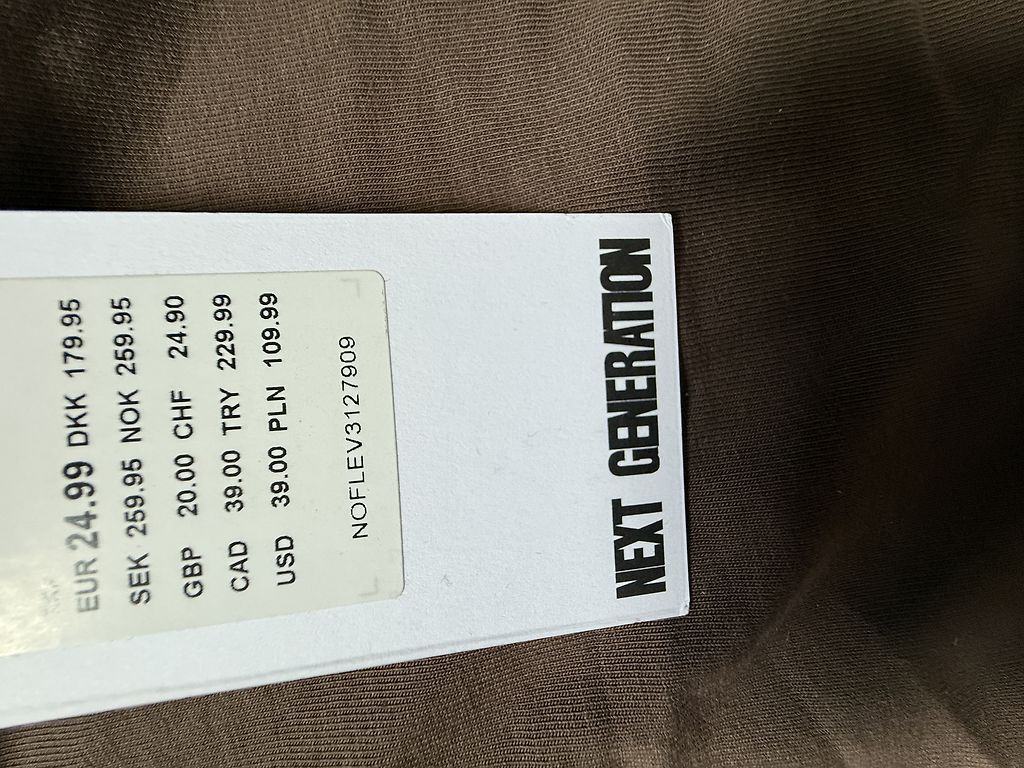 EUR 24.99 DKK 179.95
SEK 259.95 NOK 259.95
GBP 20.00 CHF 24.90
CAD 39.00 TRY 229.99
USD 39.00 PLN 109.99
NOFLEV3127909
NEXT GENERATION